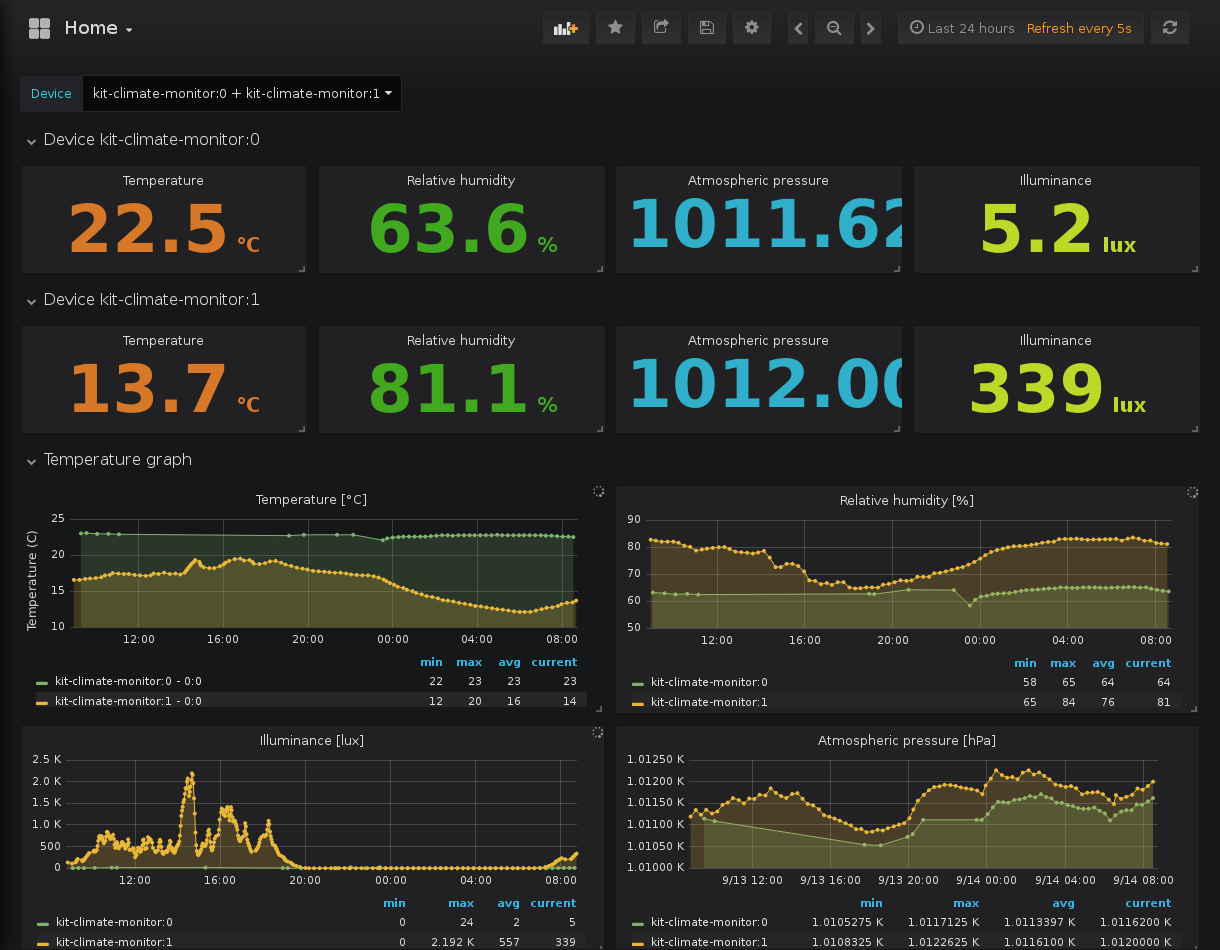 Home
Last 24 hours Refresh every 5s
Device kit-climate-monitor:0 + kit-climate-monitor:1
Device kit-climate-monitor:0
Temperature Relative humidity Atmospheric pressure Illuminance
22.5 °C 63.6 % 1011.62 5.2 lux
Device kit-climate-monitor:1
Temperature Relative humidity Atmospheric pressure Illuminance
13.7 °C 81.1 % 1012.00 339 lux
Temperature graph
Temperature [°C]
Temperature (C)
25
20
15
10
12:00 16:00 20:00 00:00 04:00 08:00
min max avg current
kit-climate-monitor:0 - 0:0 22 23 23 23
kit-climate-monitor:1 - 0:0 12 20 16 14
Relative humidity [%]
90
80
70
60
50
12:00 16:00 20:00 00:00 04:00 08:00
min max avg current
kit-climate-monitor:0 58 65 64 64
kit-climate-monitor:1 65 84 76 81
Illuminance [lux]
2.5 K
2.0 K
1.5 K
1.0 K
500
0
12:00 16:00 20:00 00:00 04:00 08:00
min max avg current
kit-climate-monitor:0 0 24 2 5
kit-climate-monitor:1 0 2.192 K 557 339
Atmospheric pressure [hPa]
1.01250 K
1.01200 K
1.01150 K
1.01100 K
1.01050 K
1.01000 K
9/13 12:00 9/13 16:00 9/13 20:00 9/14 00:00 9/14 04:00 9/14 08:00
min max avg current
kit-climate-monitor:0 1.0105275 K 1.0117125 K 1.0113397 K 1.0116200 K
kit-climate-monitor:1 1.0108325 K 1.0122625 K 1.0116100 K 1.0120000 K